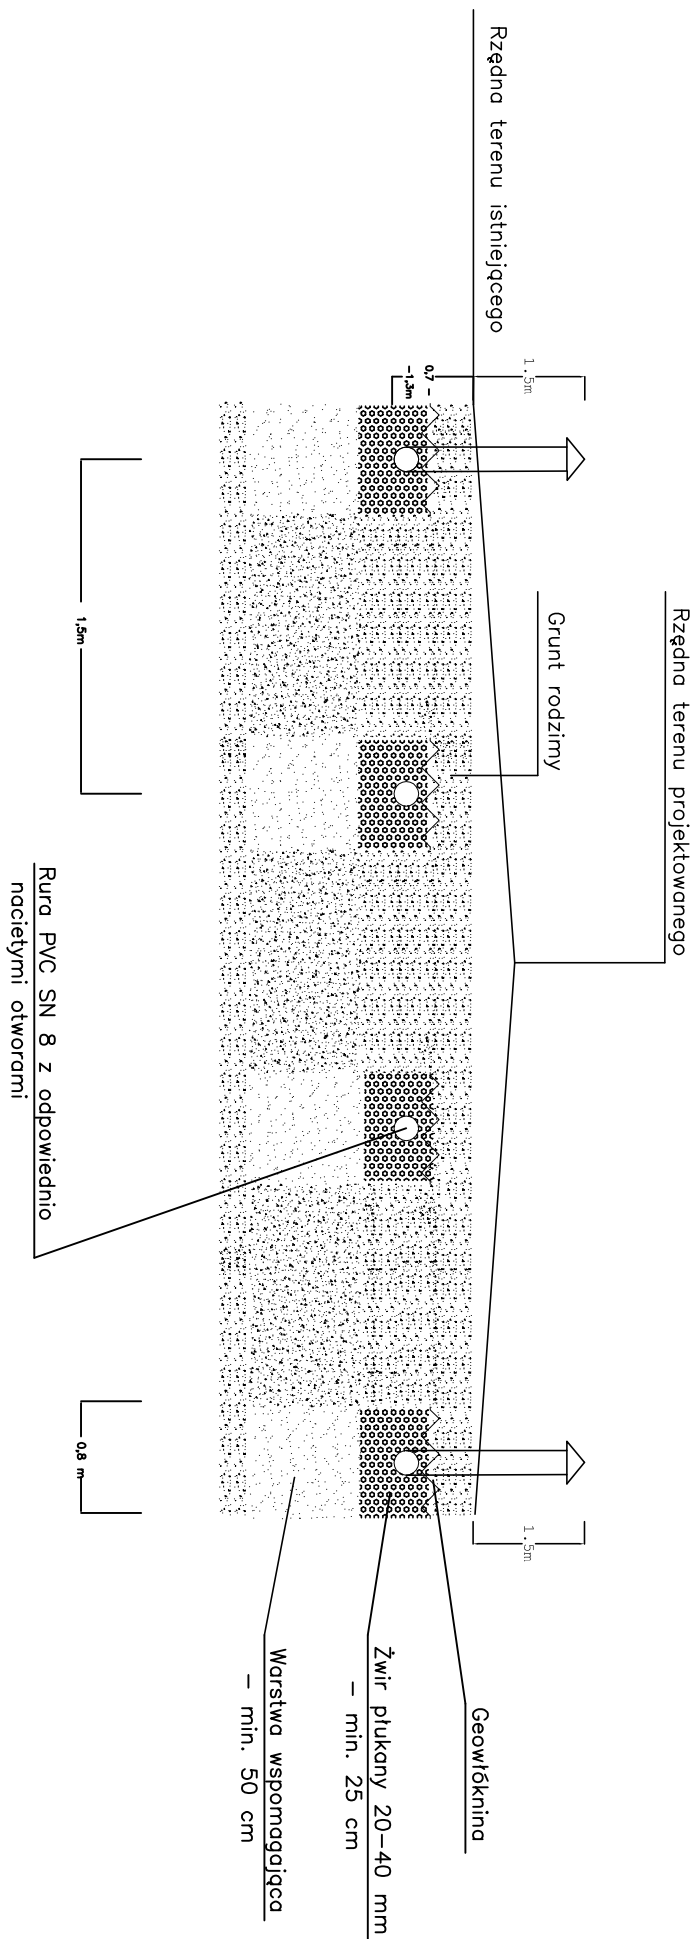 Rzędna terenu projektowanego
Grunt rodzimy
Rzędna terenu istniejącego
1.5m
1.5m
0,7 -
-1,3m
Geowłóknina
Żwir płukany 20-40 mm
- min. 25 cm
Warstwa wspomagająca
- min. 50 cm
1,5m
0,8 m
Rura PVC SN 8 z odpowiednio
nacietymi otworami